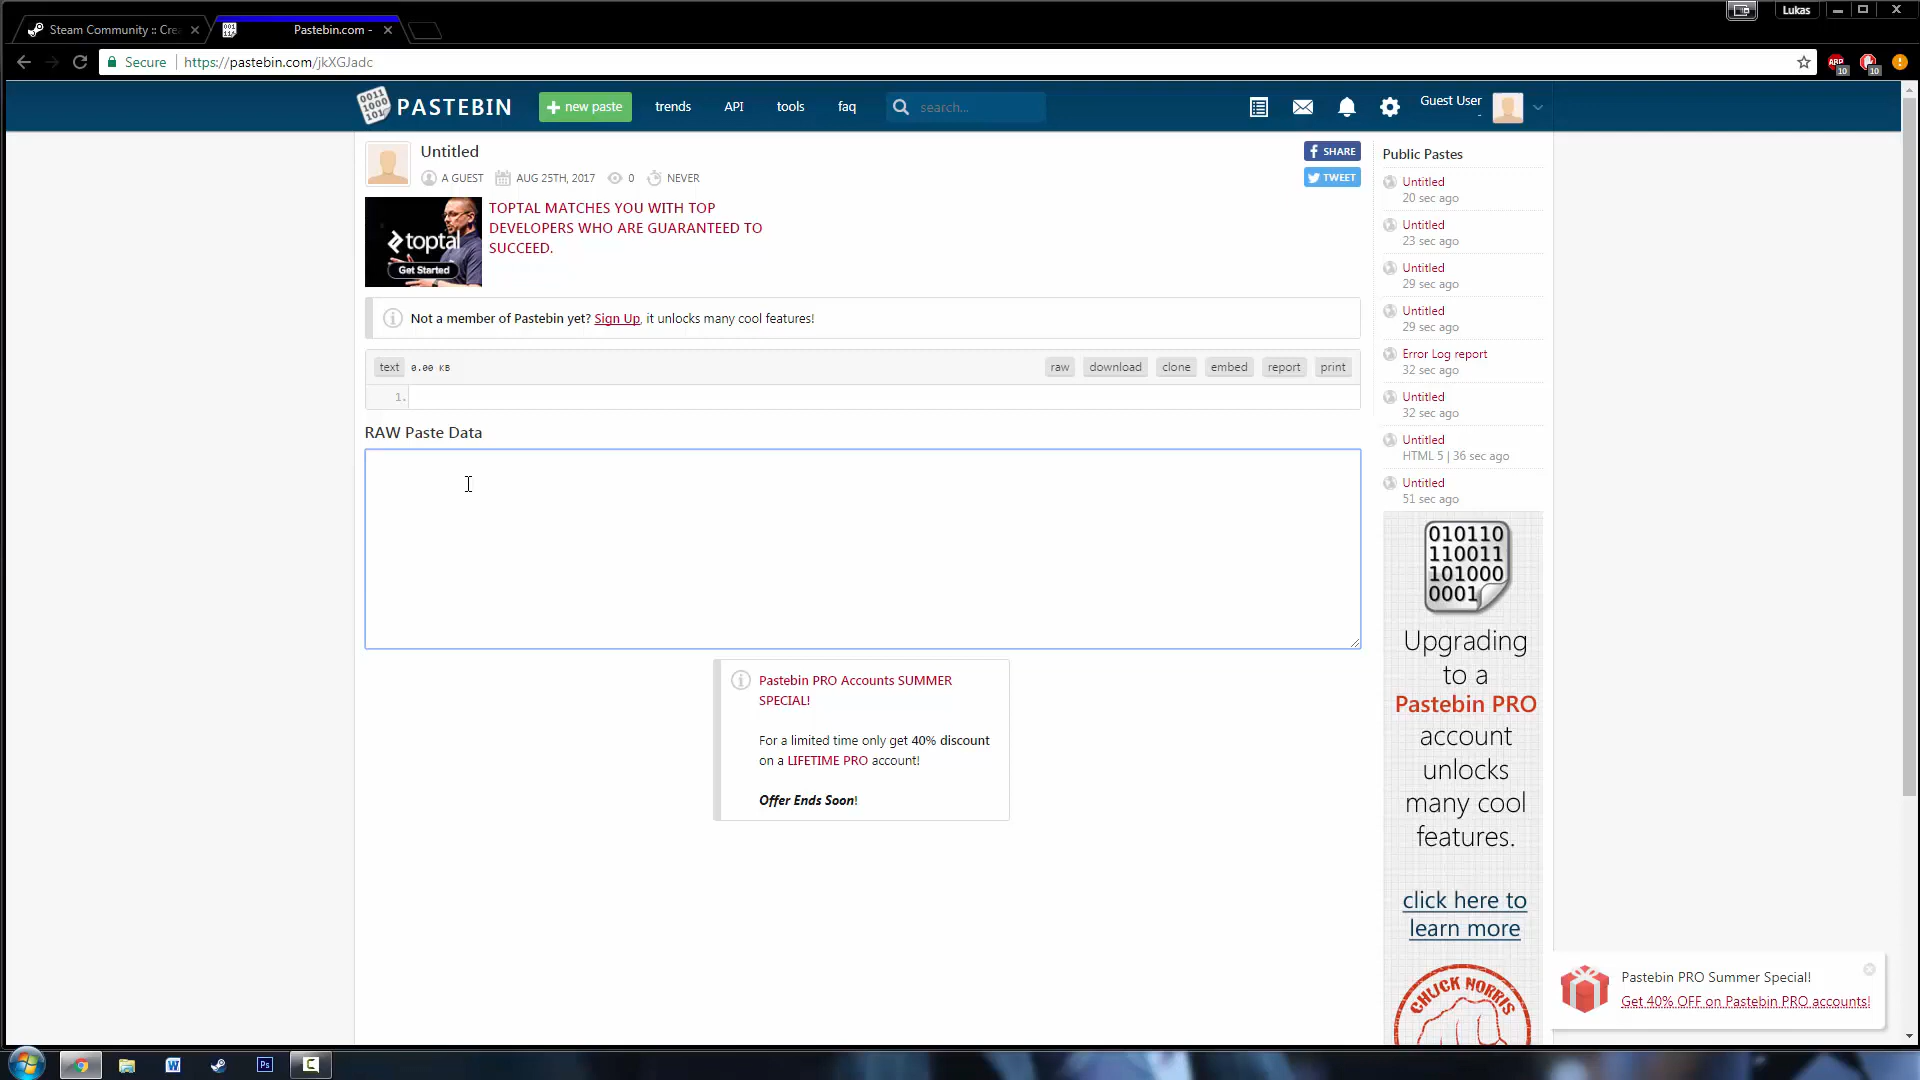 Lukas
Steam Community :: Cre
Pastebin.com -
Secure
https://pastebin.com/jkXGJadc
ABP
10
10
0011
1000
101
PASTEBIN
new paste
trends
API
tools
faq
search...
Guest User
-
Untitled
A GUEST
AUG 25TH, 2017
0
NEVER
SHARE
TWEET
toptal
Get Started
TOPTAL MATCHES YOU WITH TOP
DEVELOPERS WHO ARE GUARANTEED TO
SUCCEED.
Not a member of Pastebin yet? Sign Up, it unlocks many cool features!
text
0.00 KB
raw
download
clone
embed
report
print
1.
RAW Paste Data
Pastebin PRO Accounts SUMMER
SPECIAL!
For a limited time only get 40% discount
on a LIFETIME PRO account!
Offer Ends Soon!
Public Pastes
Untitled
20 sec ago
Untitled
23 sec ago
Untitled
29 sec ago
Untitled
29 sec ago
Error Log report
32 sec ago
Untitled
32 sec ago
Untitled
HTML 5 | 36 sec ago
Untitled
51 sec ago
010110
110011
101000
0001
Upgrading
to a
Pastebin PRO
account
unlocks
many cool
features.
click here to
learn more
CHUCK NORRIS
Pastebin PRO Summer Special!
Get 40% OFF on Pastebin PRO accounts!
W
Ps
C